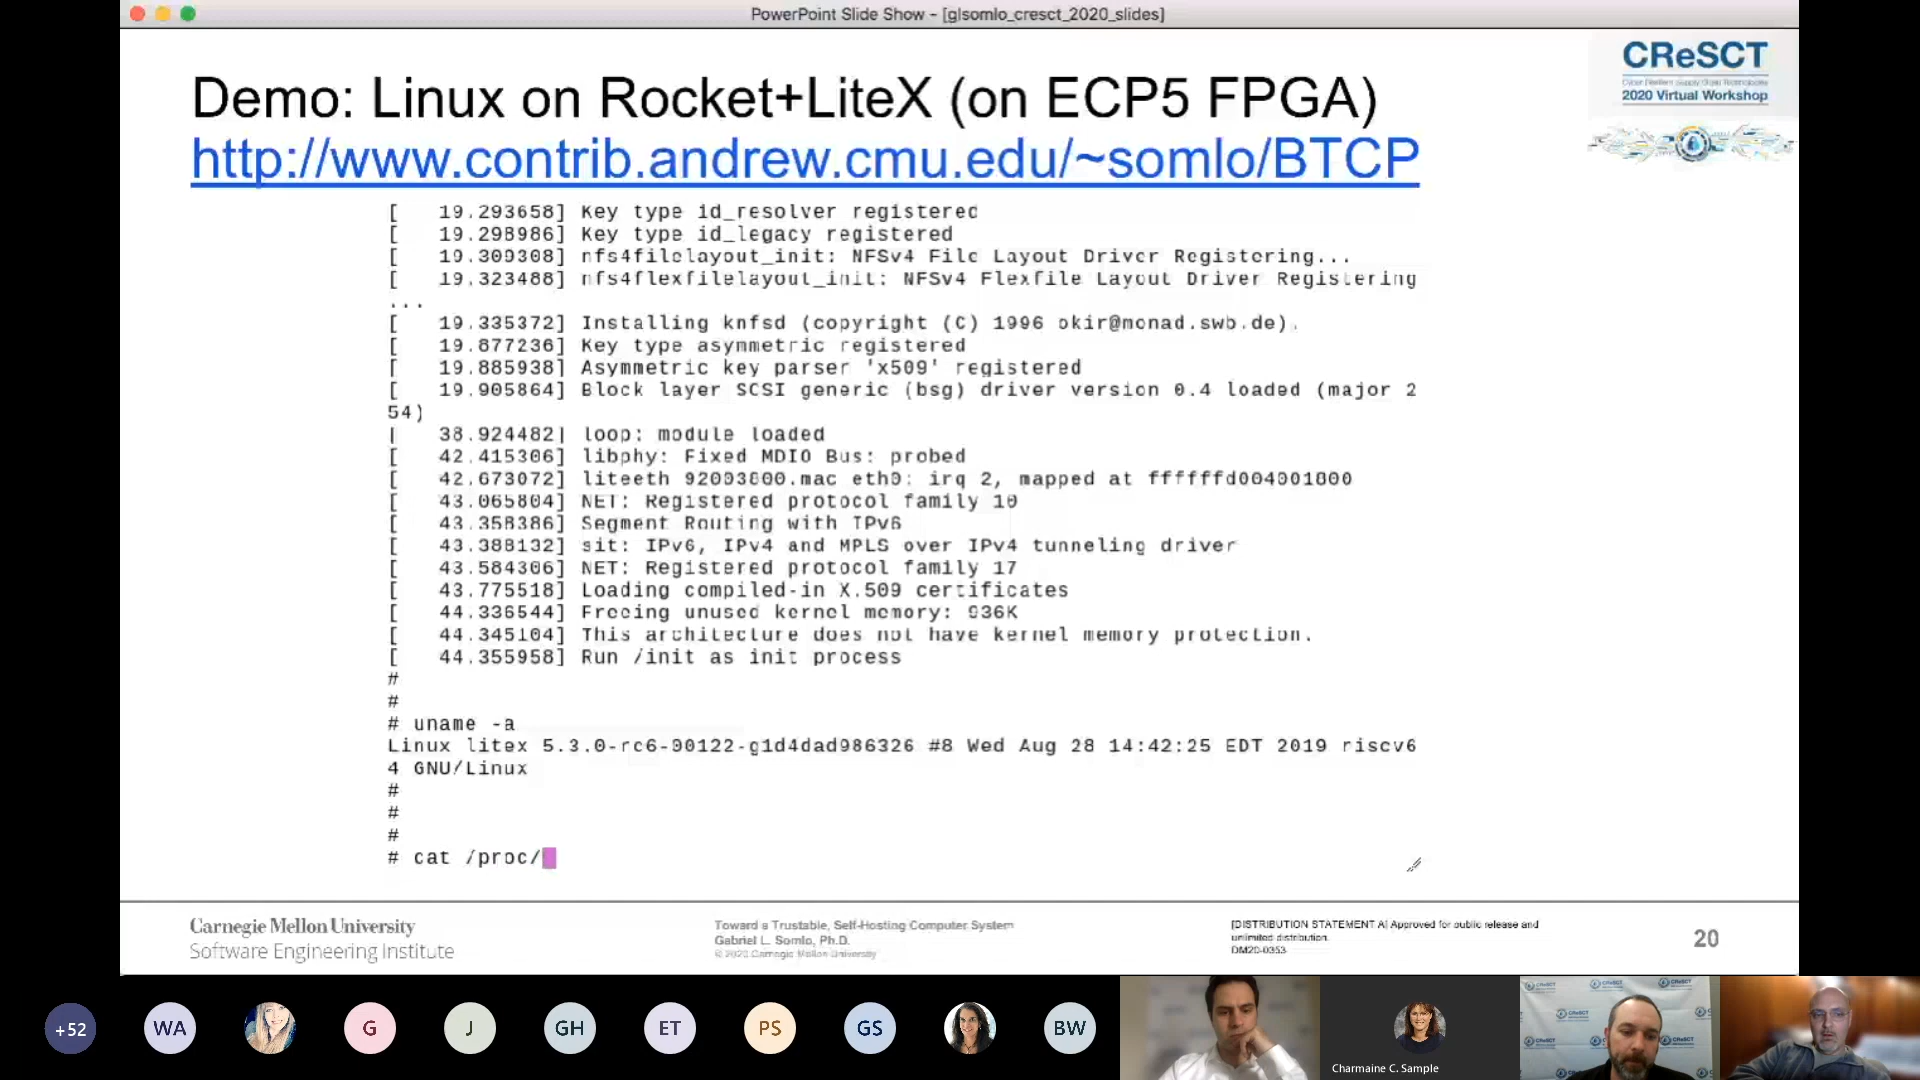 PowerPoint Slide Show - [glsomlo_cresct_2020_slides]
CReSCT
2020 Virtual Workshop
Demo: Linux on Rocket+LiteX (on ECP5 FPGA)
http://www.contrib.andrew.cmu.edu/~somlo/BTCP
[ 19.293658] Key type id_resolver registered
[ 19.298986] Key type id_legacy registered
[ 19.309308] nfs4filelayout_init: NFSv4 File Layout Driver Registering...
[ 19.323488] nfs4flexfilelayout_init: NFSv4 Flexfile Layout Driver Registering
...
[ 19.335372] Installing knfsd (copyright (C) 1996 okir@monad.swb.de).
[ 19.877236] Key type asymmetric registered
[ 19.885938] Asymmetric key parser 'x509' registered
[ 19.905864] Block layer SCSI generic (bsg) driver version 0.4 loaded (major 2
54)
[ 38.924482] loop: module loaded
[ 42.415306] libphy: Fixed MDIO Bus: probed
[ 42.673072] liteeth 92003800.mac eth0: irq 2, mapped at ffffffd004001800
[ 43.065804] NET: Registered protocol family 10
[ 43.358386] Segment Routing with IPv6
[ 43.388132] sit: IPv6, IPv4 and MPLS over IPv4 tunneling driver
[ 43.584306] NET: Registered protocol family 17
[ 43.775518] Loading compiled-in X.509 certificates
[ 44.336544] Freeing unused kernel memory: 936K
[ 44.345104] This architecture does not have kernel memory protection.
[ 44.355958] Run /init as init process
#
#
# uname -a
Linux litex 5.3.0-rc6-00122-g1d4dad986326 #8 Wed Aug 28 14:42:25 EDT 2019 riscv6
4 GNU/Linux
#
#
#
# cat /proc/
Carnegie Mellon University
Software Engineering Institute
Toward a Trustable, Self-Hosting Computer System
Gabriel L. Somlo, Ph.D.
© 2020 Carnegie Mellon University
[DISTRIBUTION STATEMENT A] Approved for public release and
unlimited distribution.
DM20-0353
20
+52
WA
G
J
GH
ET
PS
GS
BW
Charmaine C. Sample